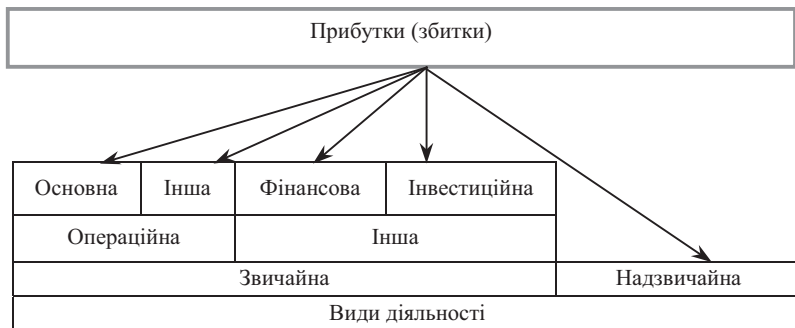 Прибутки (збитки)
Основна Інша Фінансова Інвестиційна
Операційна Інша
Звичайна Надзвичайна
Види діяльності